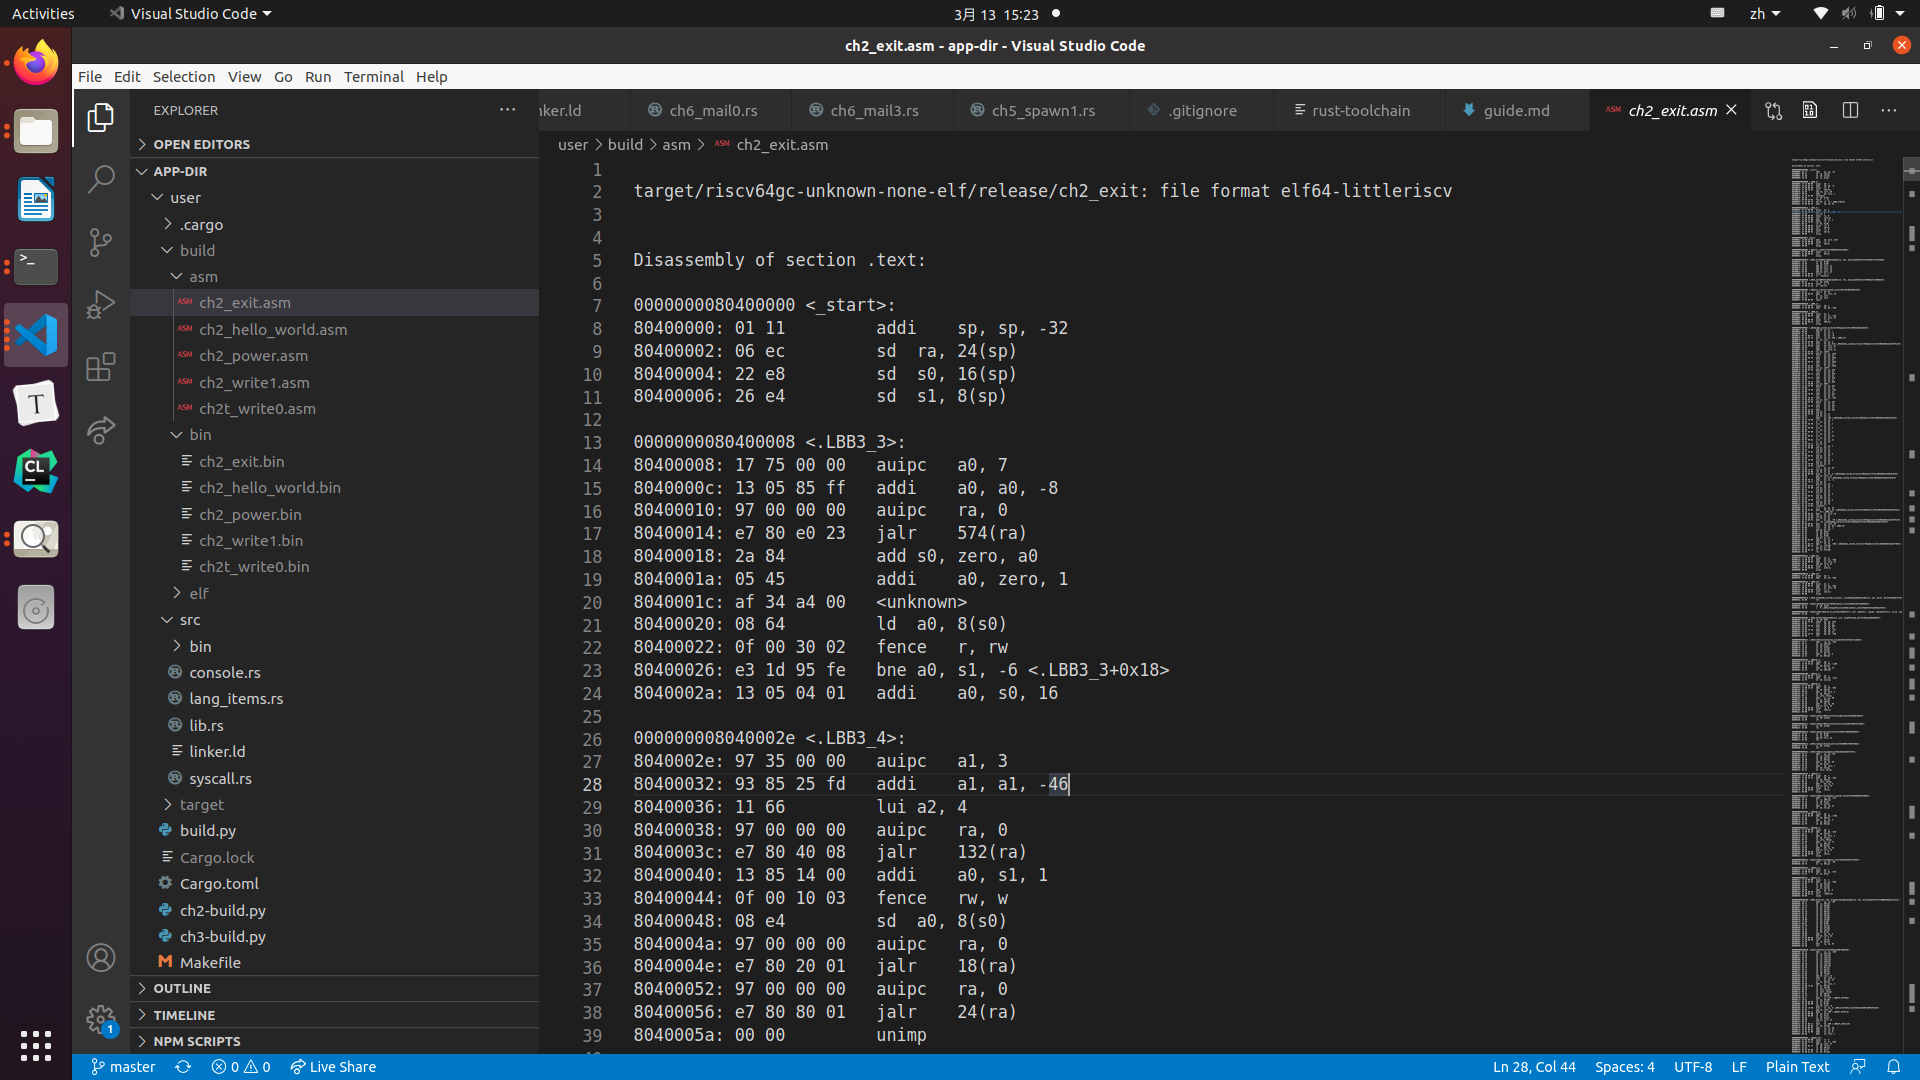 Activities
Visual Studio Code
3月 13 15:23
zh
ch2_exit.asm - app-dir - Visual Studio Code
File Edit Selection View Go Run Terminal Help
EXPLORER
OPEN EDITORS
APP-DIR
user
.cargo
build
asm
ASM ch2_exit.asm
ASM ch2_hello_world.asm
ASM ch2_power.asm
ASM ch2_write1.asm
ASM ch2t_write0.asm
bin
ch2_exit.bin
ch2_hello_world.bin
ch2_power.bin
ch2_write1.bin
ch2t_write0.bin
elf
src
bin
console.rs
lang_items.rs
lib.rs
linker.ld
syscall.rs
target
build.py
Cargo.lock
Cargo.toml
ch2-build.py
ch3-build.py
Makefile
OUTLINE
TIMELINE
NPM SCRIPTS
nker.ld ch6_mail0.rs ch6_mail3.rs ch5_spawn1.rs .gitignore rust-toolchain guide.md ASM ch2_exit.asm
user > build > asm > ASM ch2_exit.asm
1
2 target/riscv64gc-unknown-none-elf/release/ch2_exit: file format elf64-littleriscv
3
4
5 Disassembly of section .text:
6
7 0000000080400000 <_start>:
8 80400000: 01 11 addi sp, sp, -32
9 80400002: 06 ec sd ra, 24(sp)
10 80400004: 22 e8 sd s0, 16(sp)
11 80400006: 26 e4 sd s1, 8(sp)
12
13 0000000080400008 <.LBB3_3>:
14 80400008: 17 75 00 00 auipc a0, 7
15 8040000c: 13 05 85 ff addi a0, a0, -8
16 80400010: 97 00 00 00 auipc ra, 0
17 80400014: e7 80 e0 23 jalr 574(ra)
18 80400018: 2a 84 add s0, zero, a0
19 8040001a: 05 45 addi a0, zero, 1
20 8040001c: af 34 a4 00 <unknown>
21 80400020: 08 64 ld a0, 8(s0)
22 80400022: 0f 00 30 02 fence r, rw
23 80400026: e3 1d 95 fe bne a0, s1, -6 <.LBB3_3+0x18>
24 8040002a: 13 05 04 01 addi a0, s0, 16
25
26 000000008040002e <.LBB3_4>:
27 8040002e: 97 35 00 00 auipc a1, 3
28 80400032: 93 85 25 fd addi a1, a1, -46
29 80400036: 11 66 lui a2, 4
30 80400038: 97 00 00 00 auipc ra, 0
31 8040003c: e7 80 40 08 jalr 132(ra)
32 80400040: 13 85 14 00 addi a0, s1, 1
33 80400044: 0f 00 10 03 fence rw, w
34 80400048: 08 e4 sd a0, 8(s0)
35 8040004a: 97 00 00 00 auipc ra, 0
36 8040004e: e7 80 20 01 jalr 18(ra)
37 80400052: 97 00 00 00 auipc ra, 0
38 80400056: e7 80 80 01 jalr 24(ra)
39 8040005a: 00 00 unimp
1
master 0 0 Live Share
Ln 28, Col 44 Spaces: 4 UTF-8 LF Plain Text